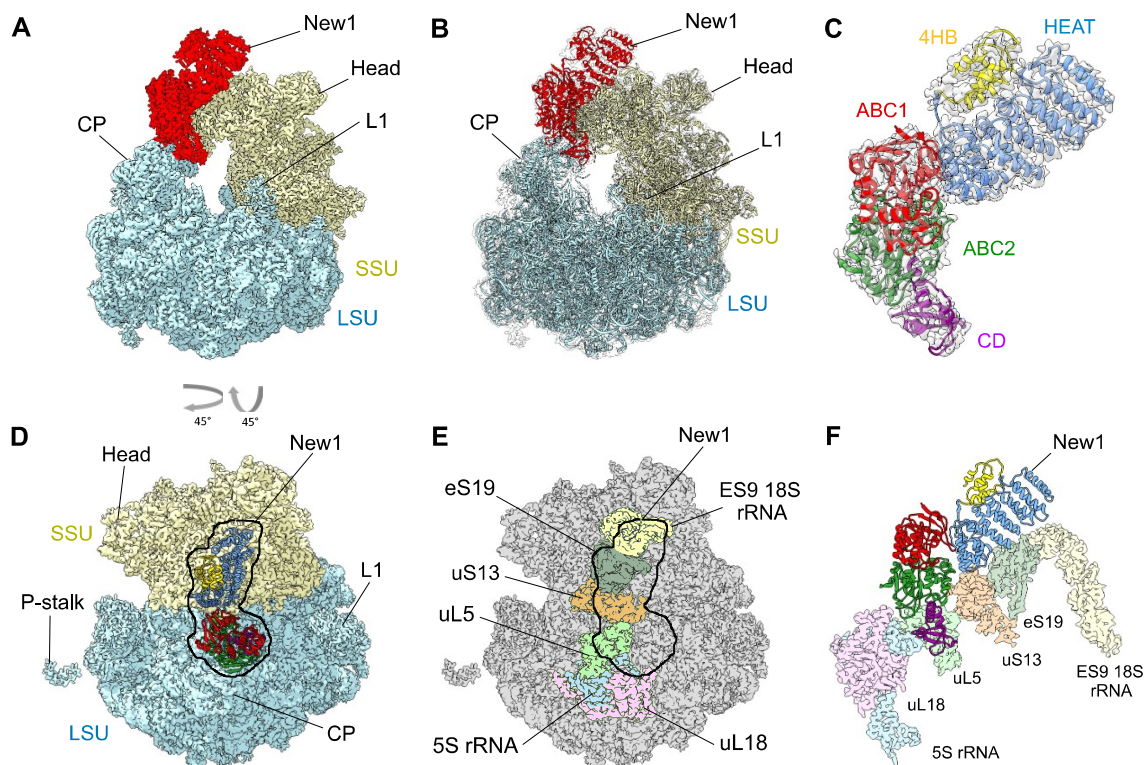 A
New1
Head
CP
L1
SSU
LSU
B
New1
Head
CP
L1
SSU
LSU
C
4HB
HEAT
ABC1
ABC2
CD
45°
45°
D
New1
Head
SSU
L1
P-stalk
LSU
CP
E
New1
eS19
ES9 18S
rRNA
uS13
uL5
5S rRNA
uL18
F
New1
eS19
uS13
uL5
ES9 18S
rRNA
uL18
5S rRNA